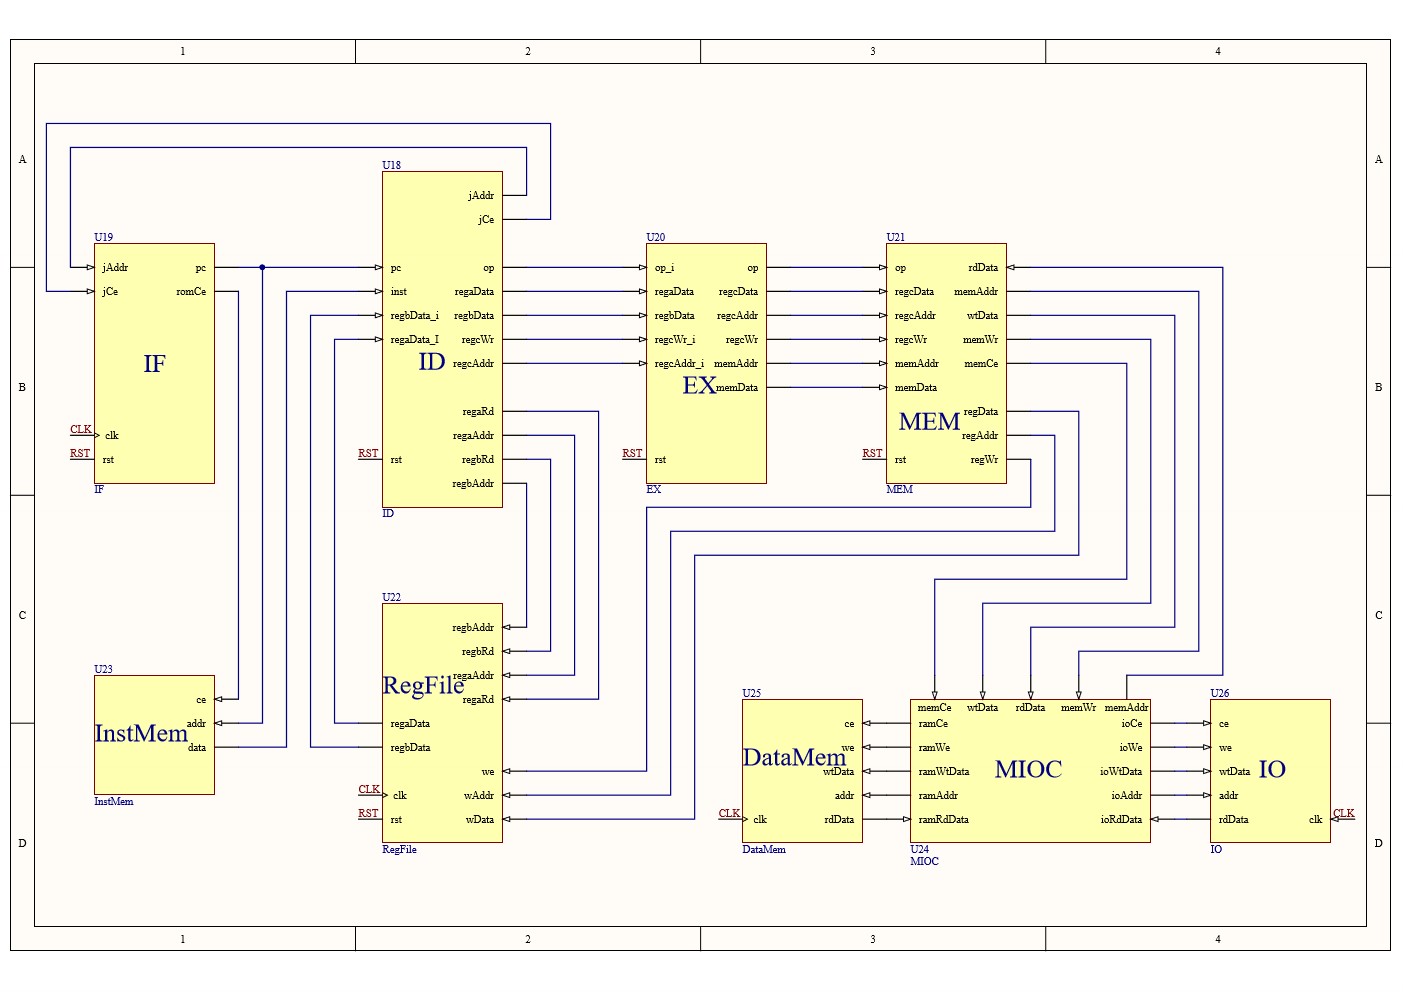 1 2 3 4
A A
U18
jAddr
jCe
U19 U20 U21
jAddr pc pc op op_i op op rdData
jCe romCe inst regaData regaData regcData regcData memAddr
regbData_i regbData regbData regcAddr regcAddr wtData
regaData_I regcWr regcWr_i regcWr regcWr memWr
IF ID regcAddr regcAddr_i memAddr memAddr memCe
B EX memData memData B
regaRd MEM regData
CLK clk regaAddr regAddr
RST rst RST rst regbRd RST rst RST rst regWr
IF regbAddr EX MEM
ID
U22
C C
regbAddr
regbRd
U23 regaAddr
RegFile
ce regaRd U25 memCe wtData rdData memWr memAddr U26
addr regaData ce ramCe ioCe ce
InstMem data regbData we ramWe ioWe we
DataMem MIOC IO
we wtData ramWtData ioWtData wtData
InstMem CLK clk wAddr addr ramAddr ioAddr addr
RST rst wData CLK clk rdData ramRdData ioRdData rdData clk CLK
D D
RegFile DataMem U24 IO
MIOC
1 2 3 4